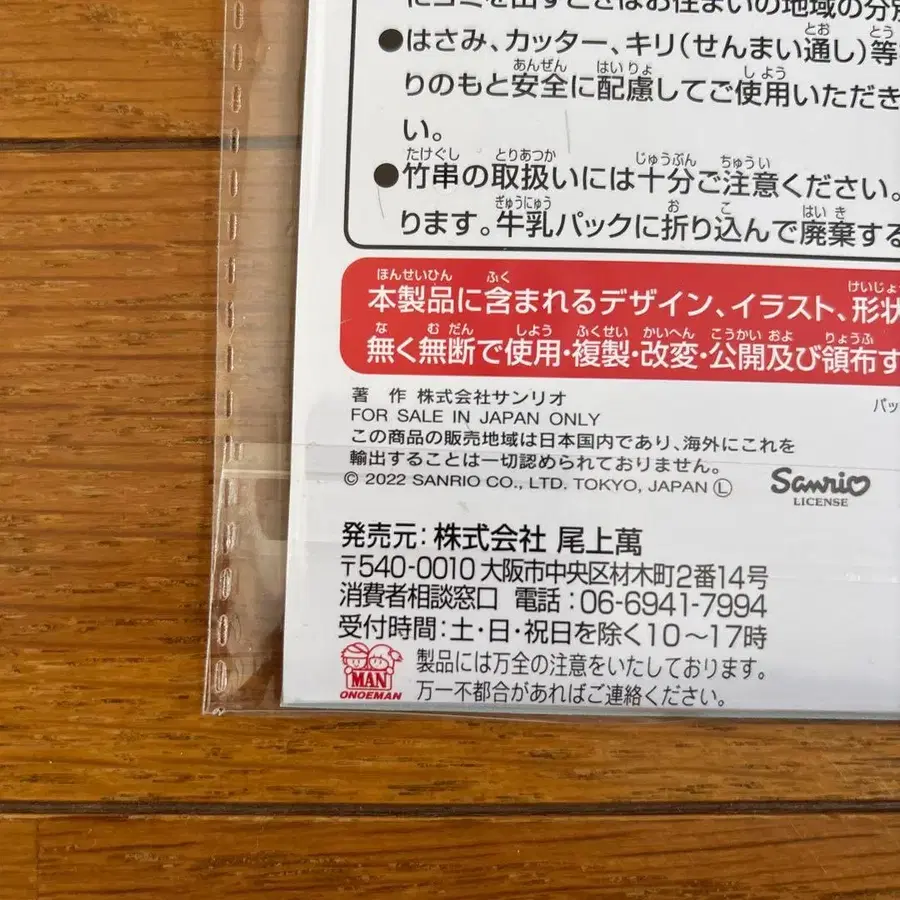 にゴミを出すときはお住まいの地域の分別
●はさみ、カッター、キリ(せんまい通し)等
りのもと安全に配慮してご使用いただき
い。
●竹串の取扱いには十分ご注意ください。
ります。牛乳パックに折り込んで廃棄する
本製品に含まれるデザイン、イラスト、形状
無く無断で使用・複製・改変・公開及び領布す
著 作 株式会社サンリオ
FOR SALE IN JAPAN ONLY
パッ
この商品の販売地域は日本国内であり、海外にこれを
輸出することは一切認められておりません。
© 2022 SANRIO CO., LTD. TOKYO, JAPAN Ⓛ
Sanrio
LICENSE
発売元:株式会社 尾上萬
〒540-0010 大阪市中央区材木町2番14号
消費者相談窓口 電話:06-6941-7994
受付時間:土・日・祝日を除く10～17時
MAN
ONOEMAN
製品には万全の注意をいたしております。
万一不都合があればご連絡ください。